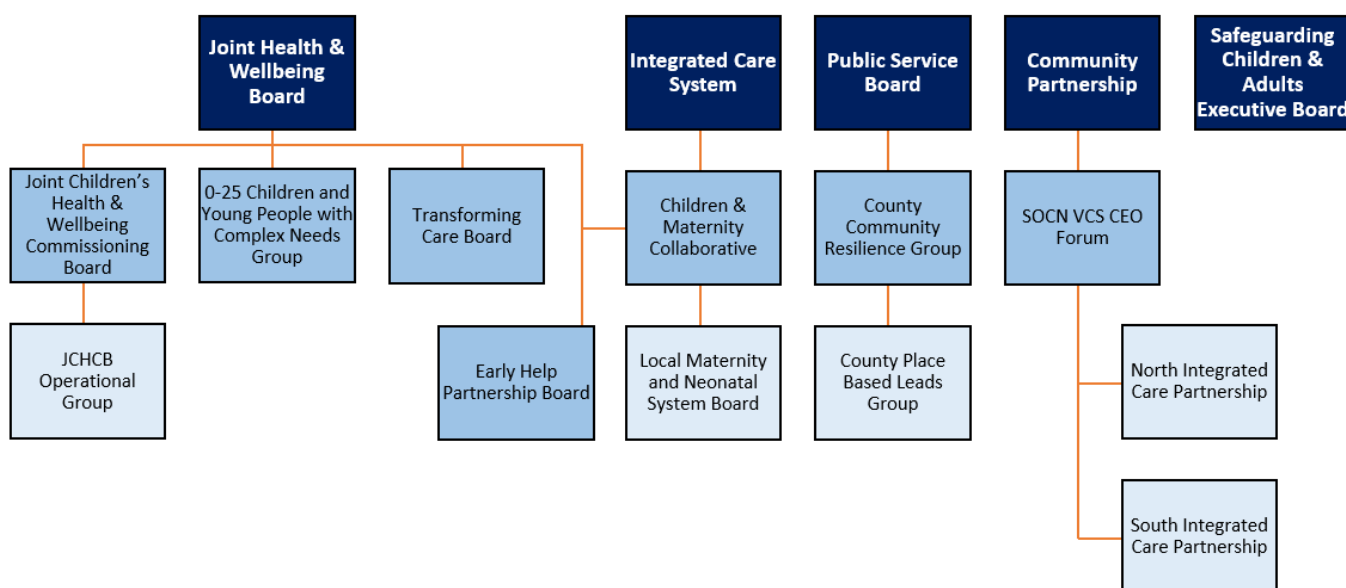 Joint Health &
Wellbeing
Board
Integrated Care
System
Public Service
Board
Community
Partnership
Safeguarding
Children &
Adults
Executive Board
Joint Children’s
Health &
Wellbeing
Commissioning
Board
0-25 Children and
Young People with
Complex Needs
Group
Transforming
Care Board
Children &
Maternity
Collaborative
County
Community
Resilience Group
SOCN VCS CEO
Forum
JCHCB
Operational
Group
Early Help
Partnership Board
Local Maternity
and Neonatal
System Board
County Place
Based Leads
Group
North Integrated
Care Partnership
South Integrated
Care Partnership